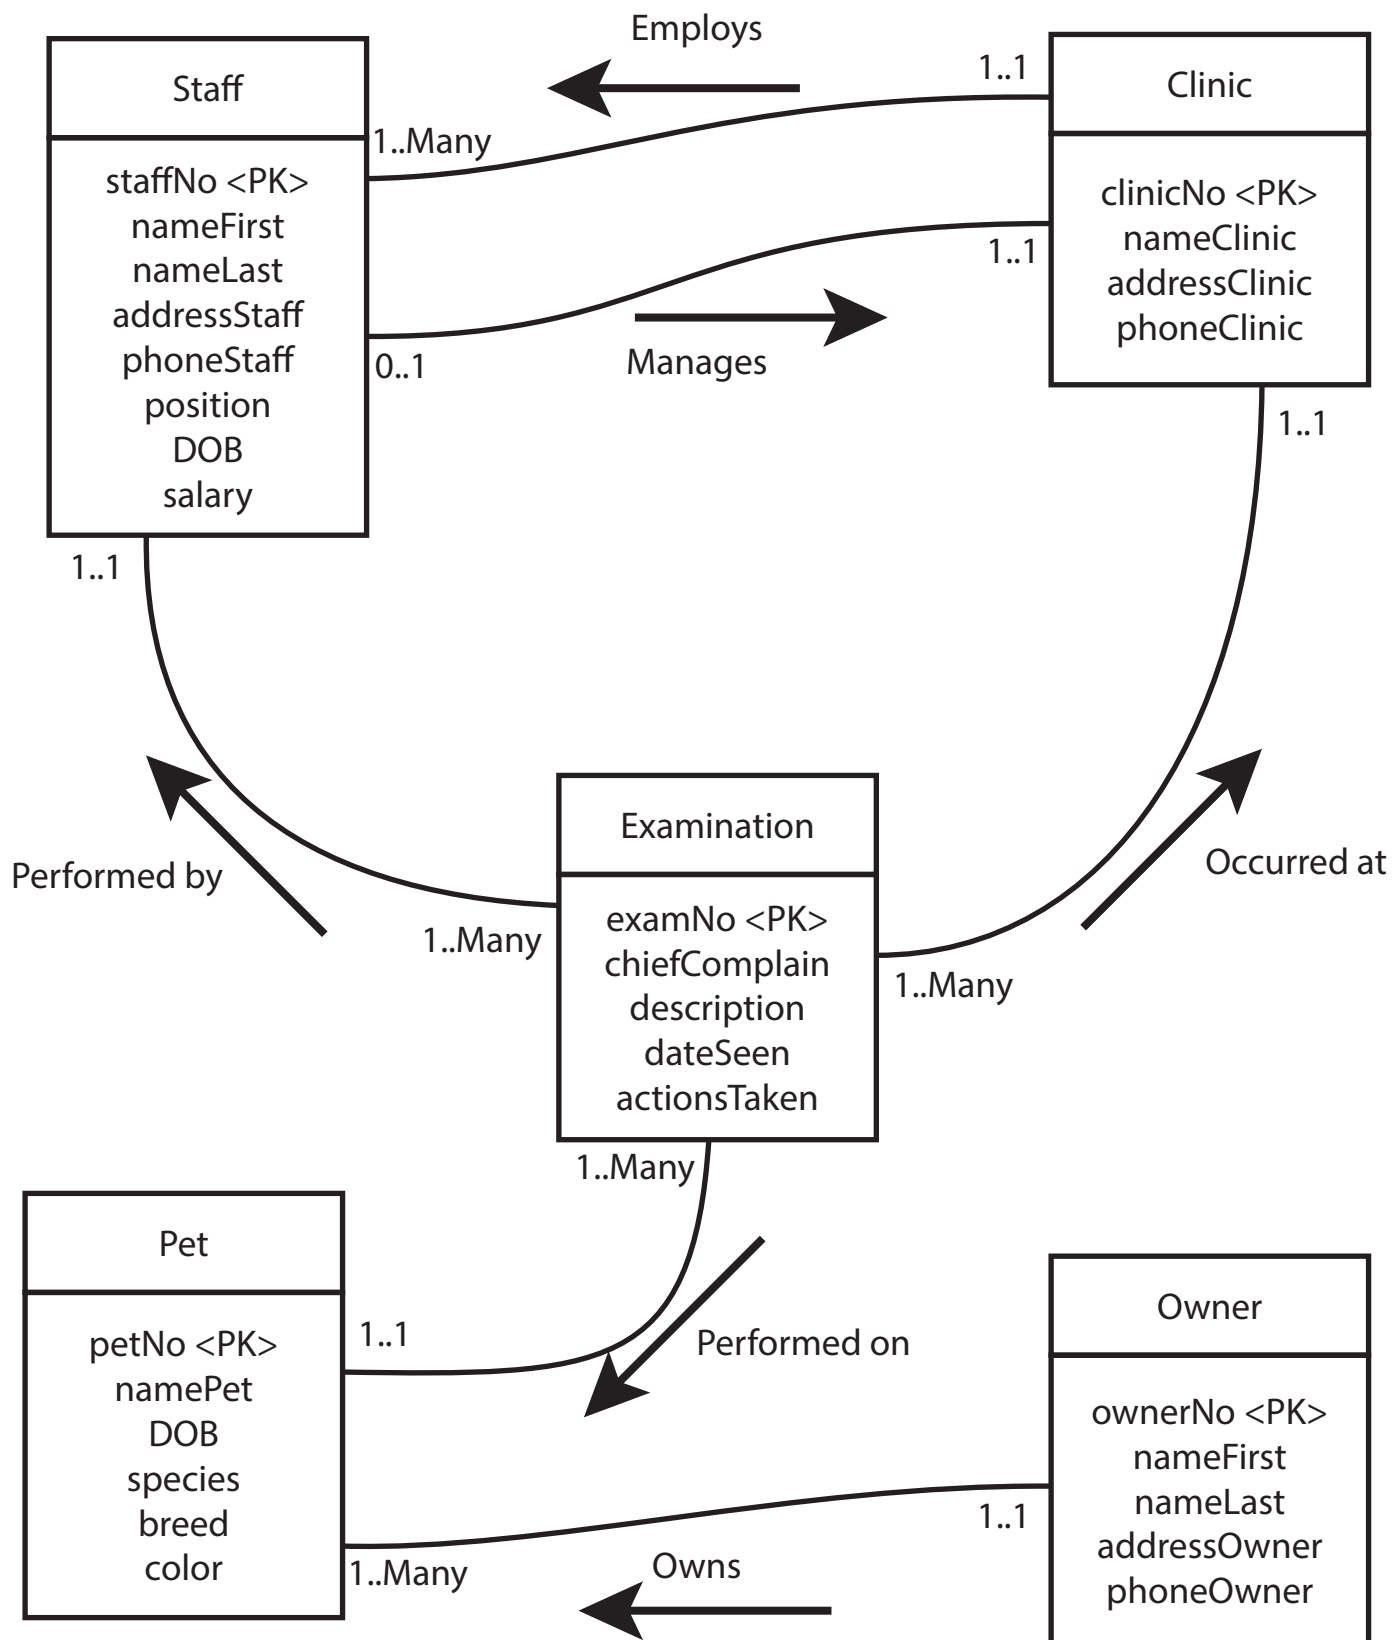 Employs
Staff
1..1
Clinic
1..Many
staffNo <PK>
nameFirst
nameLast
addressStaff
phoneStaff
position
DOB
salary
clinicNo <PK>
nameClinic
addressClinic
phoneClinic
1..1
0..1
Manages
1..1
1..1
Examination
Performed by
Occurred at
1..Many
examNo <PK>
chiefComplain
description
dateSeen
actionsTaken
1..Many
1..Many
Pet
1..1
Performed on
petNo <PK>
namePet
DOB
species
breed
color
Owner
ownerNo <PK>
nameFirst
nameLast
addressOwner
phoneOwner
1..1
1..Many
Owns